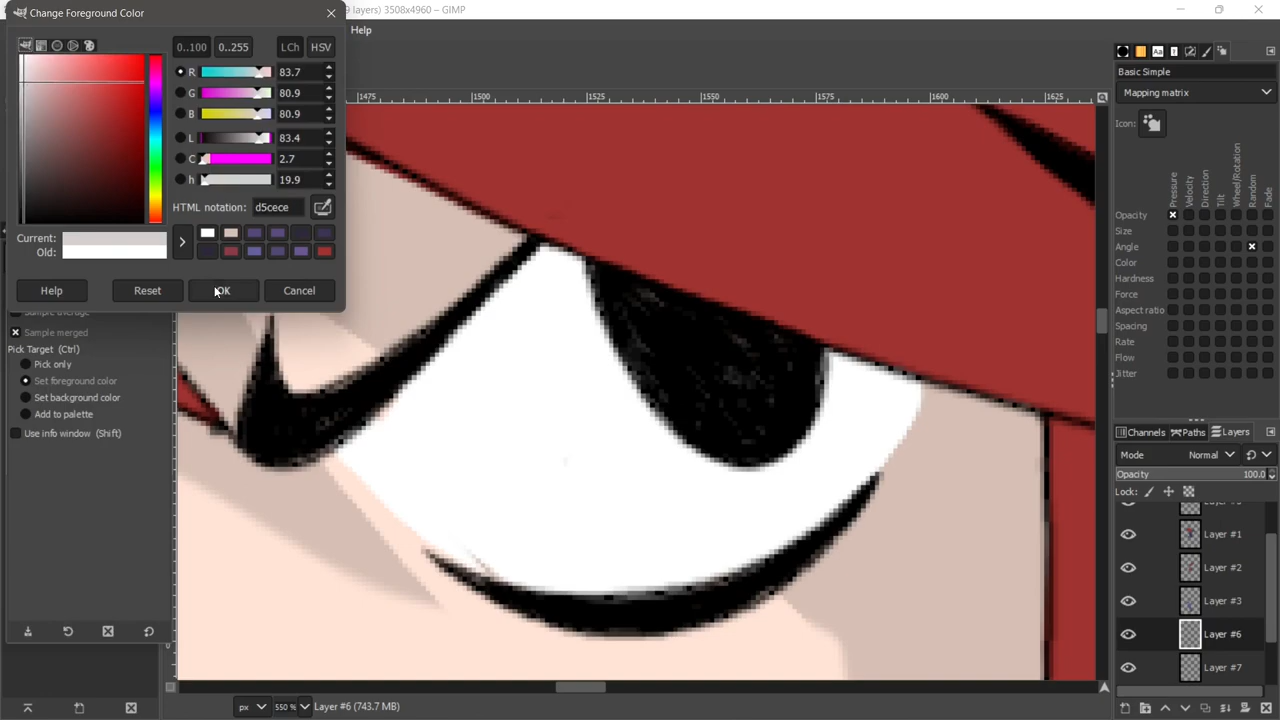 Change Foreground Color
9 layers) 3508x4960 – GIMP
Help
0..100 0..255 LCh HSV
R 83.7
G 80.9
B 80.9
L 83.4
C 2.7
h 19.9
HTML notation: d5cece
Current:
Old:
Help Reset OK Cancel
1475 1500 1525 1550 1575 1600 1625
Sample average
Sample merged
Pick Target (Ctrl)
Pick only
Set foreground color
Set background color
Add to palette
Use info window (Shift)
Basic Simple
Mapping matrix
Icon:
Pressure Velocity Direction Tilt Wheel/Rotation Random Fade
Opacity
Size
Angle
Color
Hardness
Force
Aspect ratio
Spacing
Rate
Flow
Jitter
Channels Paths Layers
Mode Normal
Opacity 100.0
Lock:
Layer #1
Layer #2
Layer #3
Layer #6
Layer #7
px 550 % Layer #6 (743.7 MB)